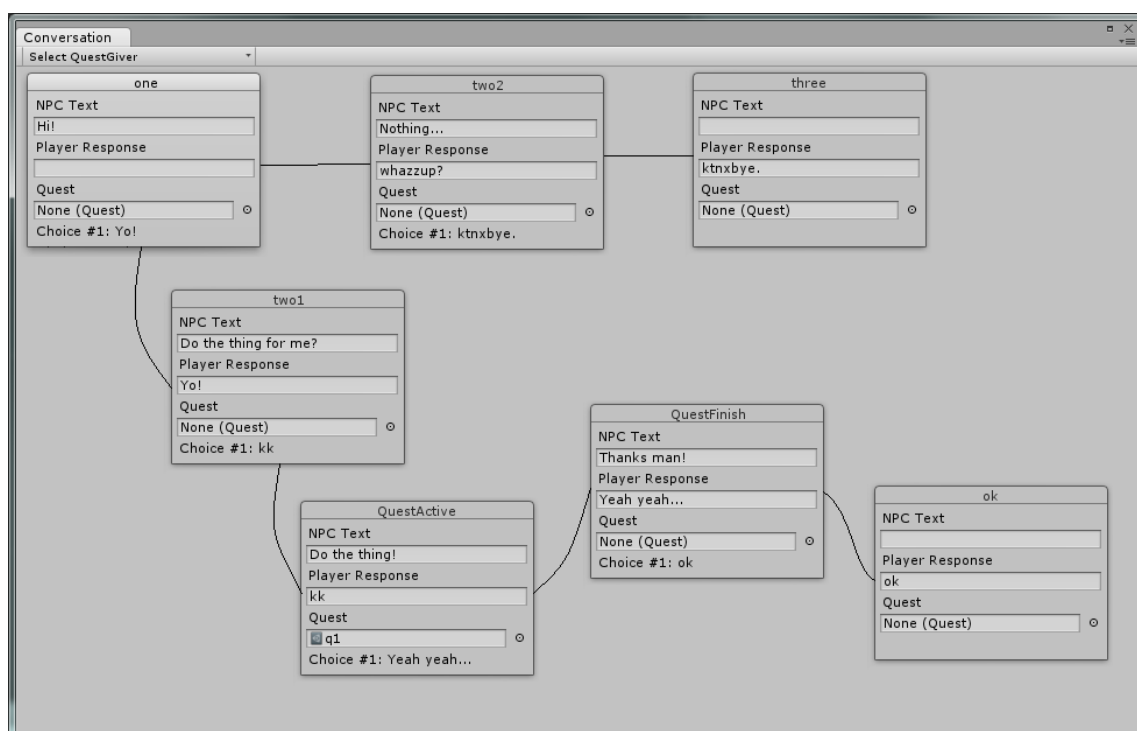 Conversation
Select QuestGiver
one
NPC Text
Hi!
Player Response
Quest
None (Quest)
Choice #1: Yo!
two2
NPC Text
Nothing...
Player Response
whazzup?
Quest
None (Quest)
Choice #1: ktnxbye.
three
NPC Text
Player Response
ktnxbye.
Quest
None (Quest)
two1
NPC Text
Do the thing for me?
Player Response
Yo!
Quest
None (Quest)
Choice #1: kk
QuestActive
NPC Text
Do the thing!
Player Response
kk
Quest
q1
Choice #1: Yeah yeah...
QuestFinish
NPC Text
Thanks man!
Player Response
Yeah yeah...
Quest
None (Quest)
Choice #1: ok
ok
NPC Text
Player Response
ok
Quest
None (Quest)